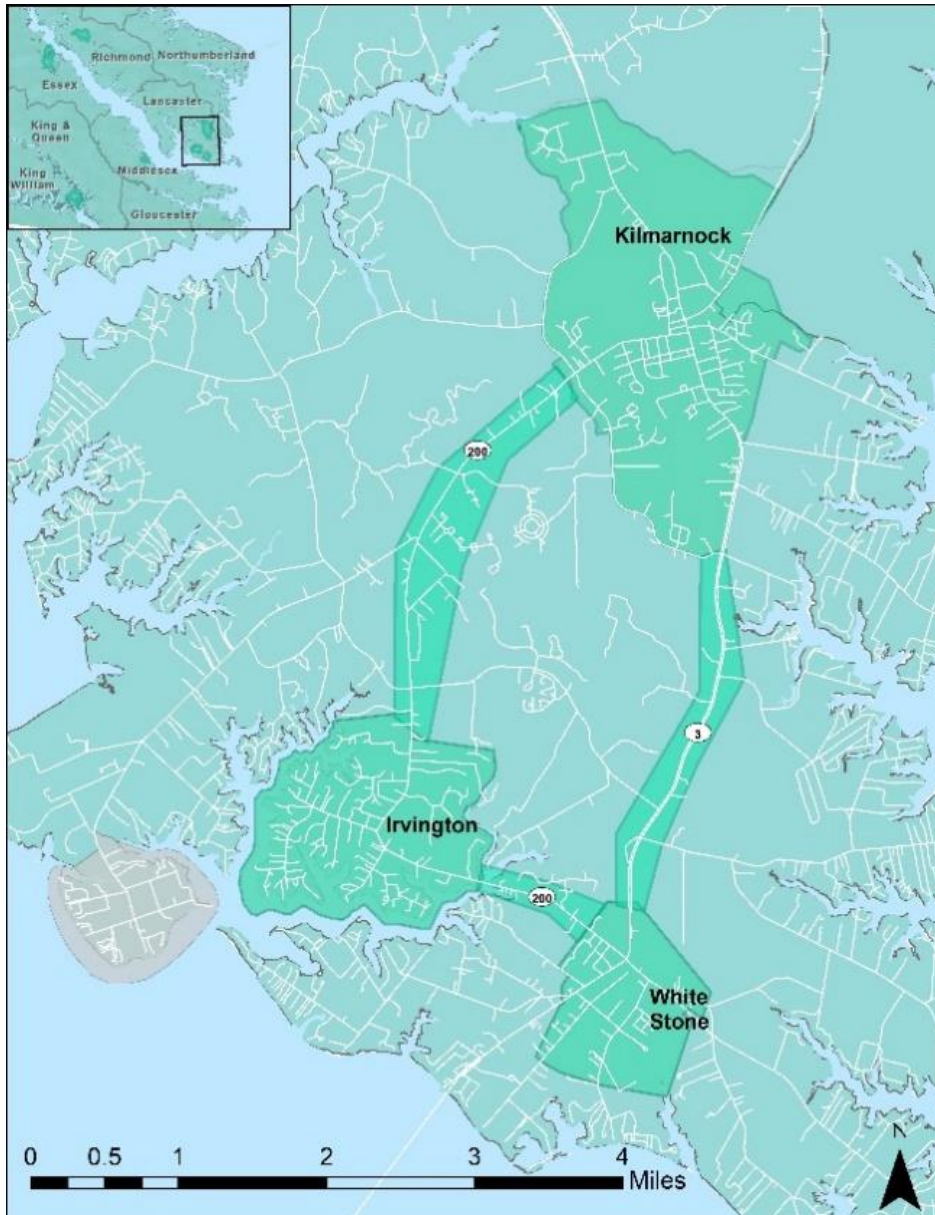 Richmond
Northumberland
Essex
Lancaster
King &
Queen
King
William
Middlesex
Gloucester
Kilmarnock
200
3
Irvington
200
White
Stone
0 0.5 1 2 3 4
Miles
N